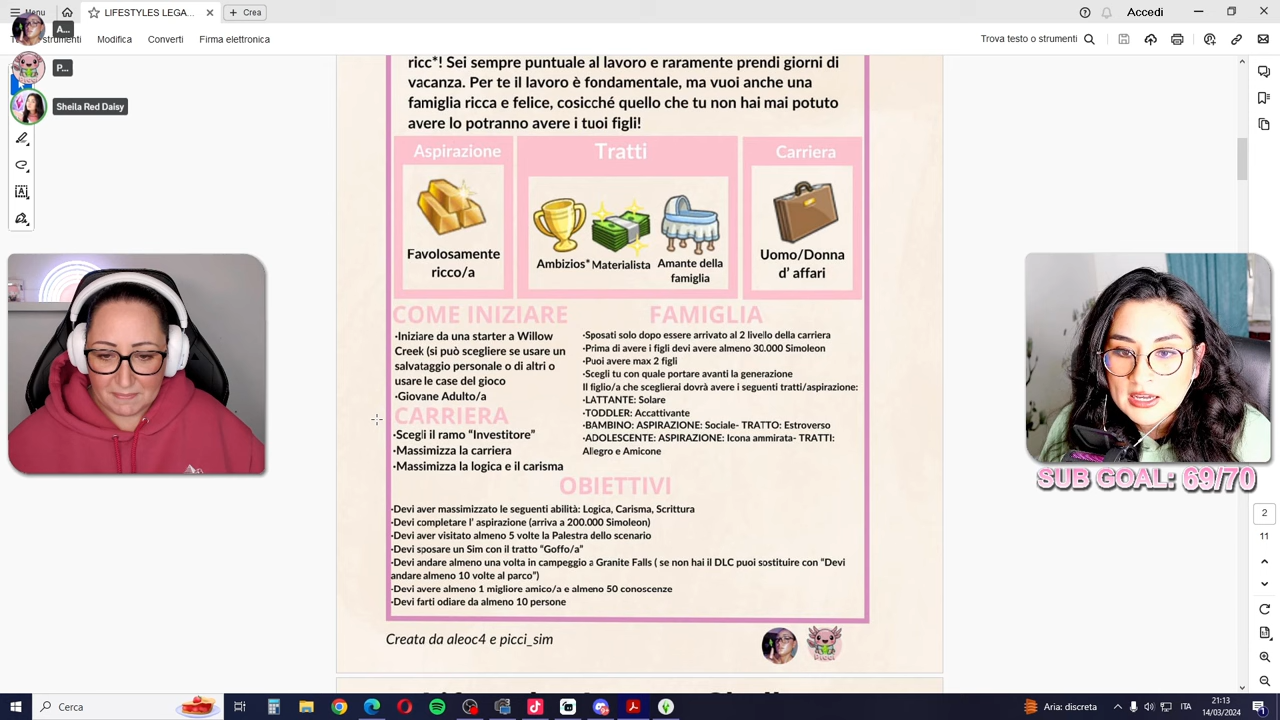 Menu
LIFESTYLES LEGA...
Crea
Accedi
A...
strumenti
Modifica
Converti
Firma elettronica
Trova testo o strumenti
P...
Sheila Red Daisy
ricc*! Sei sempre puntuale al lavoro e raramente prendi giorni di
vacanza. Per te il lavoro è fondamentale, ma vuoi anche una
famiglia ricca e felice, cosicché quello che tu non hai mai potuto
avere lo potranno avere i tuoi figli!
Aspirazione
Tratti
Carriera
Favolosamente
ricco/a
Ambizios*
Materialista
Amante della
famiglia
Uomo/Donna
d' affari
COME INIZIARE
·Iniziare da una starter a Willow
Creek (si può scegliere se usare un
salvataggio personale o di altri o
usare le case del gioco
·Giovane Adulto/a
CARRIERA
·Scegli il ramo “Investitore”
·Massimizza la carriera
·Massimizza la logica e il carisma
FAMIGLIA
·Sposati solo dopo essere arrivato al 2 livello della carriera
·Prima di avere i figli devi avere almeno 30.000 Simoleon
·Puoi avere max 2 figli
·Scegli tu con quale portare avanti la generazione
Il figlio/a che sceglierai dovrà avere i seguenti tratti/aspirazione:
·LATTANTE: Solare
·TODDLER: Accattivante
·BAMBINO: ASPIRAZIONE: Sociale- TRATTO: Estroverso
·ADOLESCENTE: ASPIRAZIONE: Icona ammirata- TRATTI:
Allegro e Amicone
OBIETTIVI
·Devi aver massimizzato le seguenti abilità: Logica, Carisma, Scrittura
·Devi completare l' aspirazione (arriva a 200.000 Simoleon)
·Devi aver visitato almeno 5 volte la Palestra dello scenario
·Devi sposare un Sim con il tratto “Goffo/a”
·Devi andare almeno una volta in campeggio a Granite Falls ( se non hai il DLC puoi sostituire con “Devi
andare almeno 10 volte al parco”)
·Devi avere almeno 1 migliore amico/a e almeno 50 conoscenze
·Devi farti odiare da almeno 10 persone
Creata da aleoc4 e picci_sim
SUB GOAL: 69/70
2
11
Cerca
Aria: discreta
ITA
21:13
14/03/2024